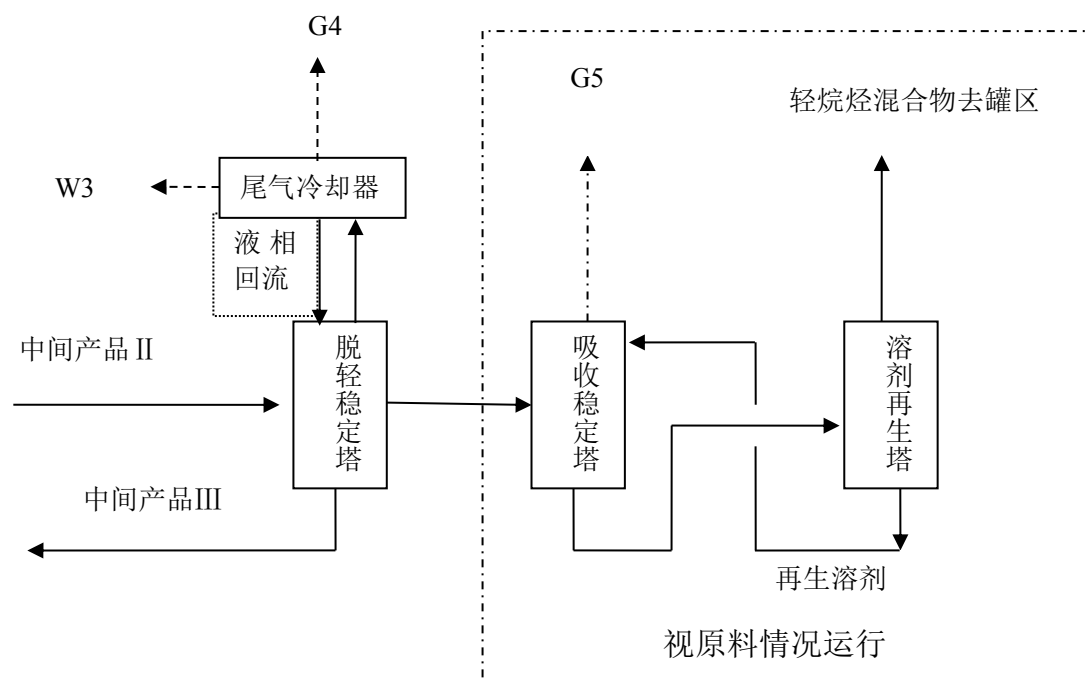 G4
G5
轻烷烃混合物去罐区
W3
尾气冷却器
液 相
回流
中间产品Ⅱ
脱轻稳定塔
吸收稳定塔
溶剂再生塔
中间产品Ⅲ
再生溶剂
视原料情况运行